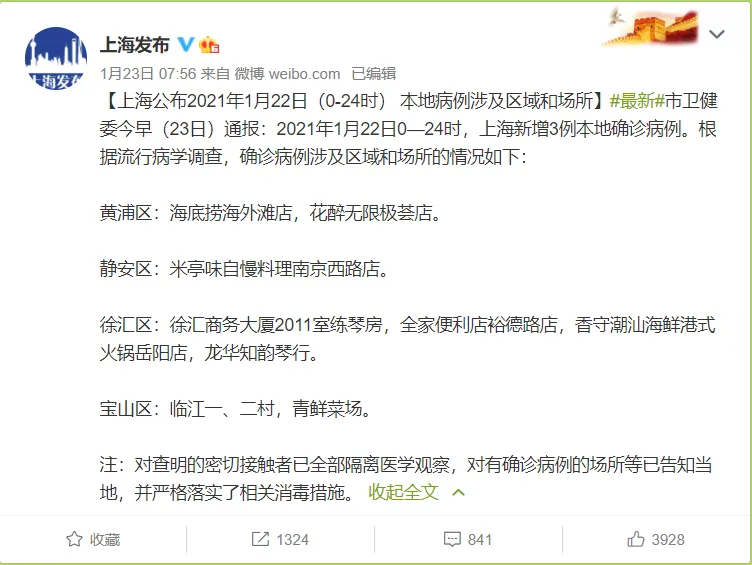 上海发布
上海发布
1月23日 07:56 来自 微博 weibo.com 已编辑
【上海公布2021年1月22日（0-24时） 本地病例涉及区域和场所】#最新#市卫健
委今早（23日）通报：2021年1月22日0—24时，上海新增3例本地确诊病例。根
据流行病学调查，确诊病例涉及区域和场所的情况如下：
黄浦区：海底捞海外滩店，花醉无限极荟店。
静安区：米亭味自慢料理南京西路店。
徐汇区：徐汇商务大厦2011室练琴房，全家便利店裕德路店，香守潮汕海鲜港式
火锅岳阳店，龙华知韵琴行。
宝山区：临江一、二村，青鲜菜场。
注：对查明的密切接触者已全部隔离医学观察，对有确诊病例的场所等已告知当
地，并严格落实了相关消毒措施。 收起全文
收藏 1324 841 3928